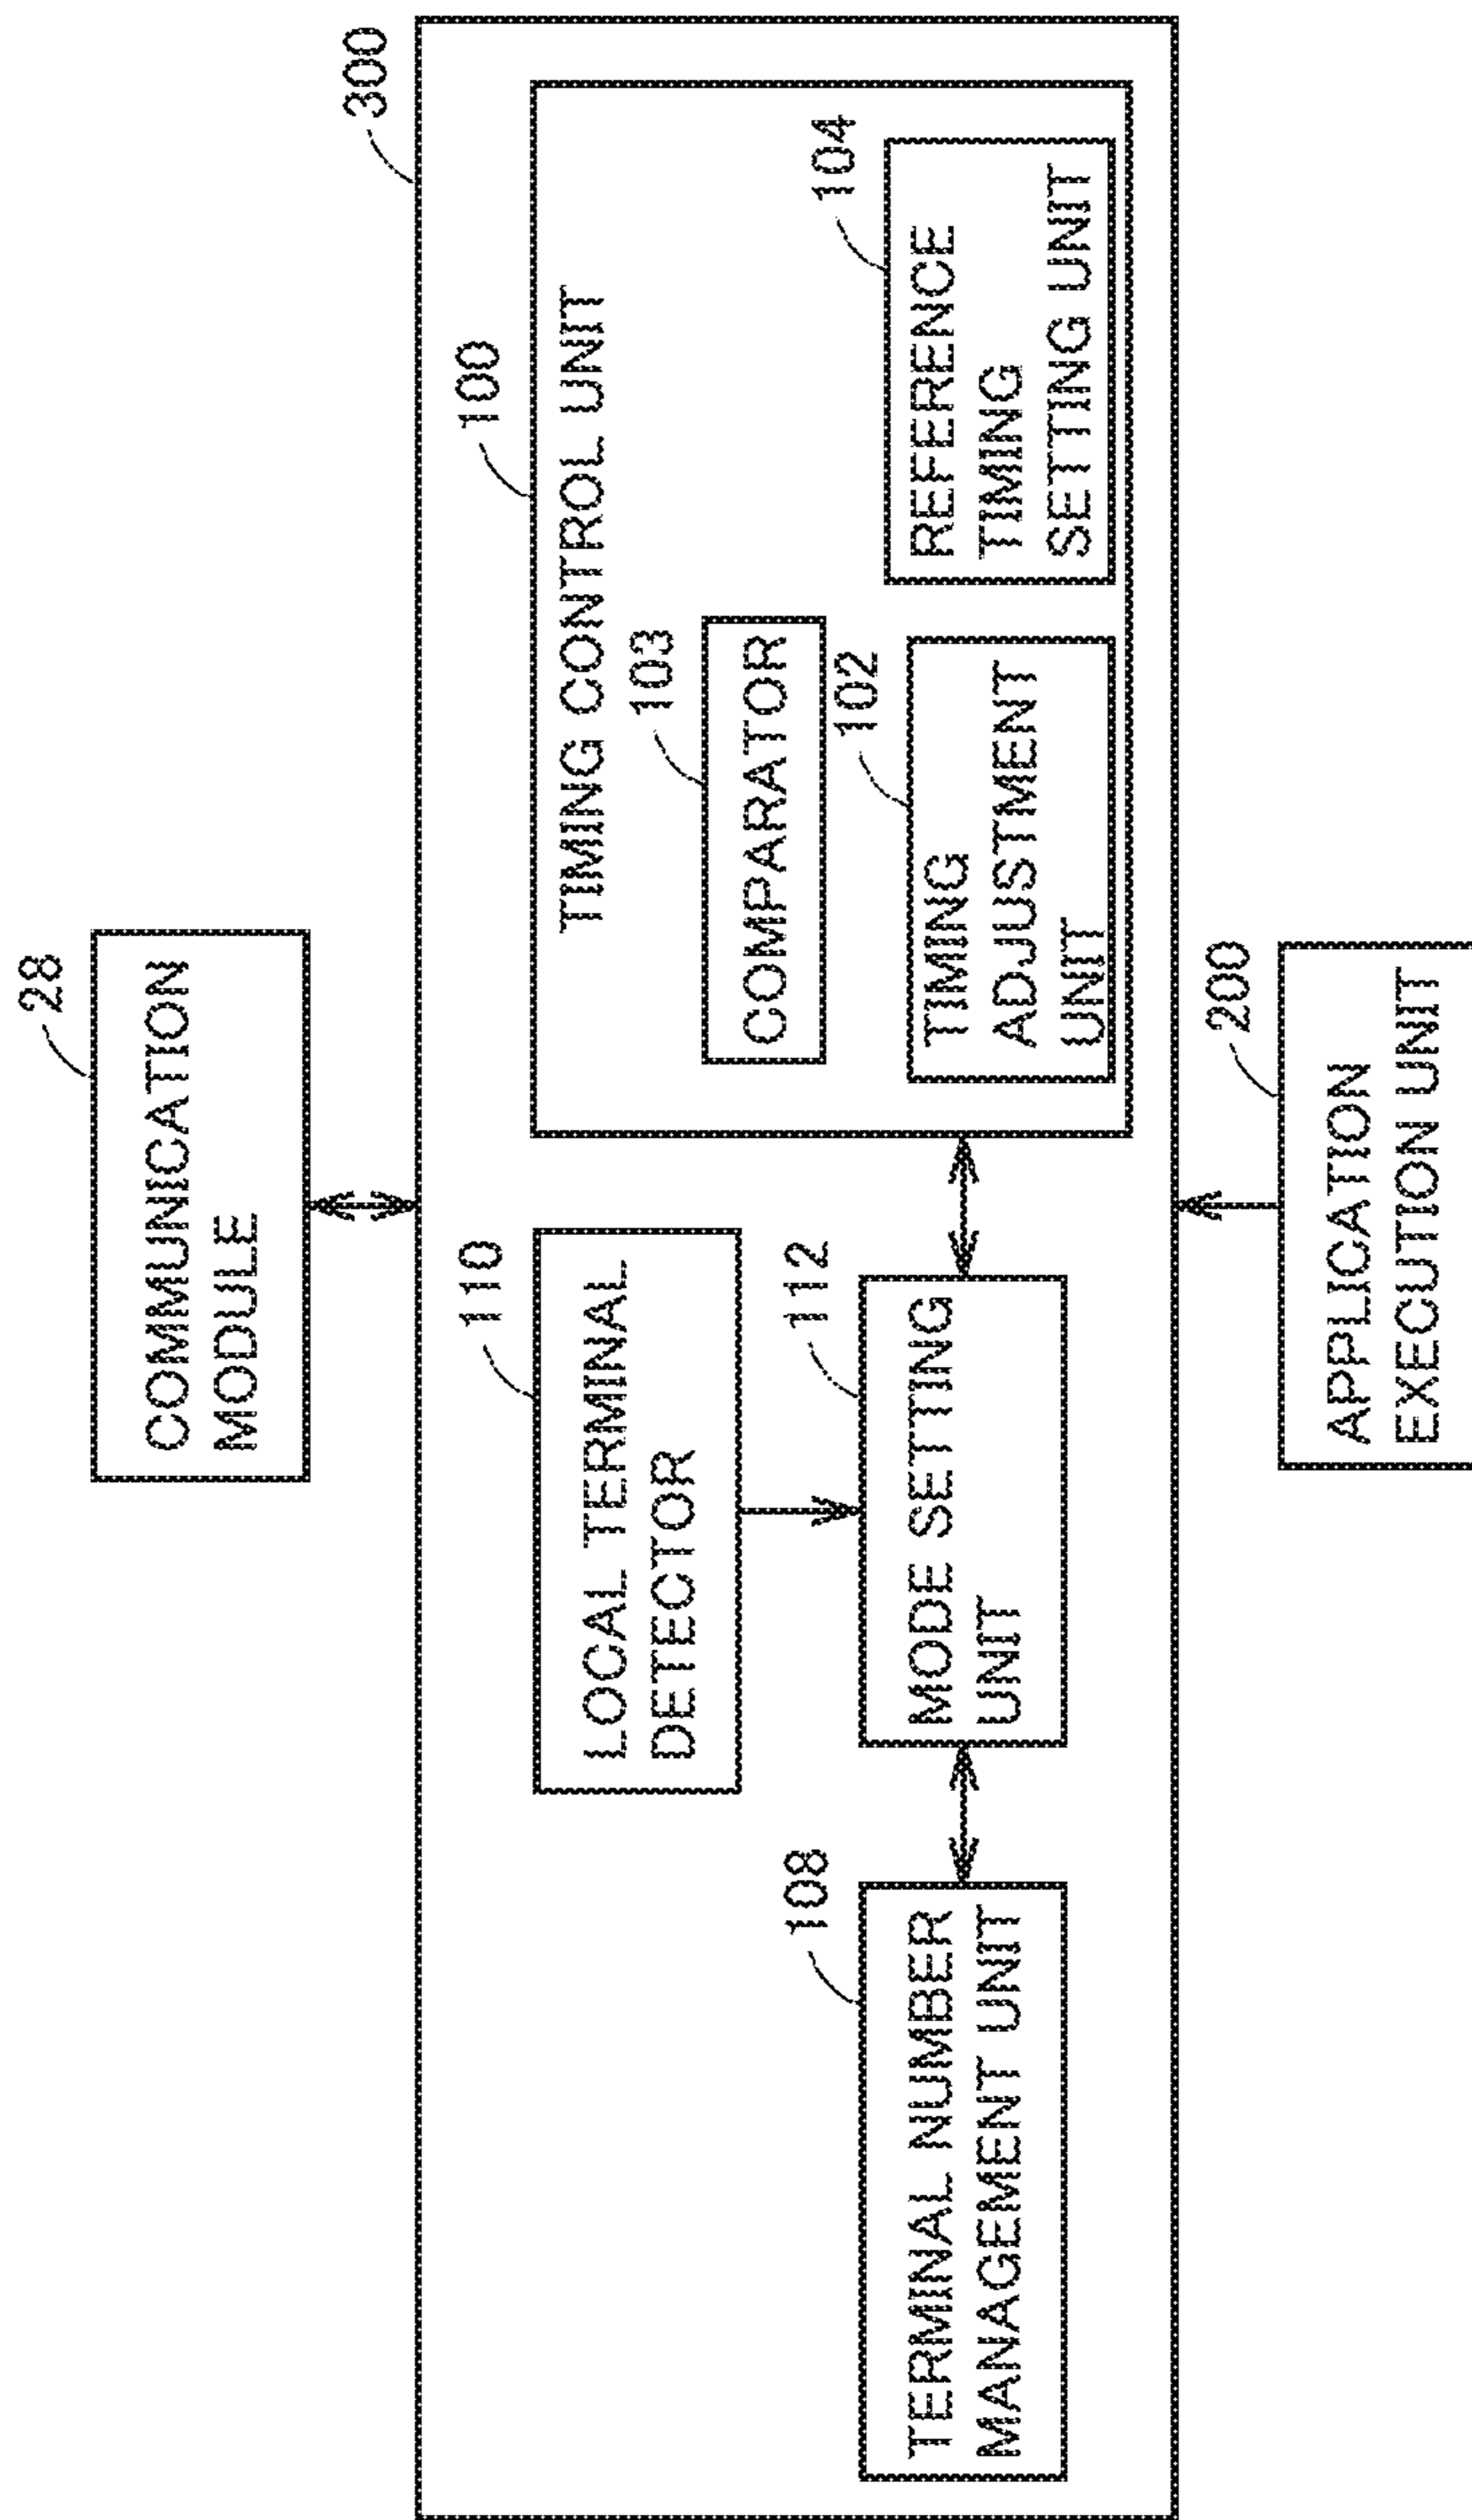 28
COMMUNICATION
MODULE
300
110
LOCAL TERMINAL
DETECTOR
100
TIMING CONTROL UNIT
103
COMPARATOR
108
TERMINAL NUMBER
MANAGEMENT UNIT
112
MODE SETTING
UNIT
102
TIMING
ADJUSTMENT
UNIT
104
REFERENCE
TIMING
SETTING UNIT
200
APPLICATION
EXECUTION UNIT